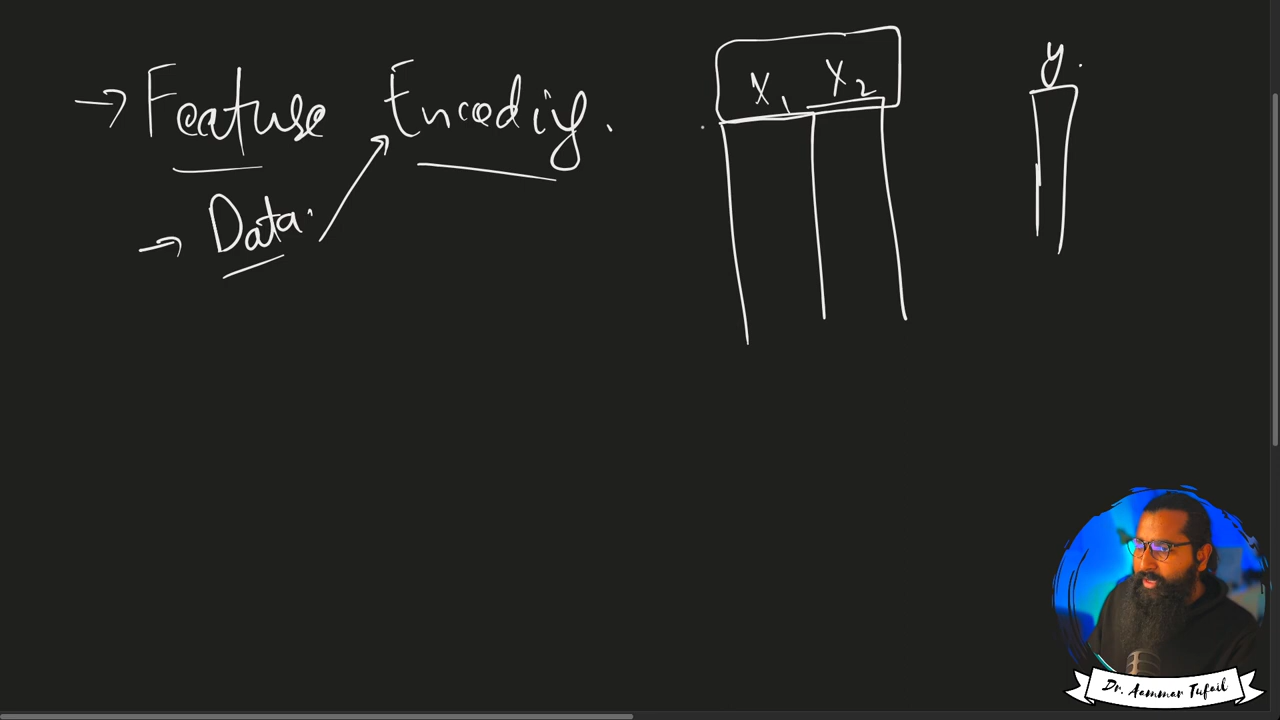 → Feature Encoding.
→ Data.
X1 X2
y.
Dr. Aammar Tufail